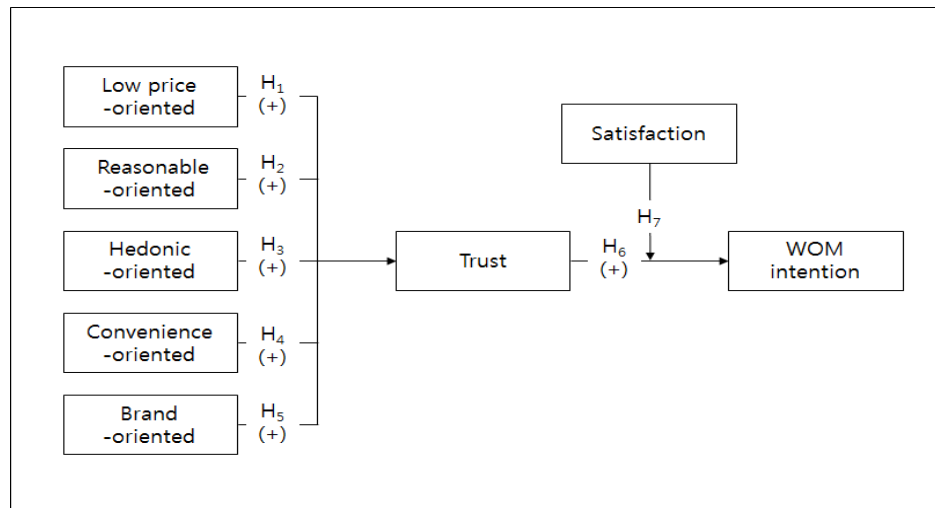 Low price
-oriented
H₁
(+)
Reasonable
-oriented
H₂
(+)
Hedonic
-oriented
H₃
(+)
Convenience
-oriented
H₄
(+)
Brand
-oriented
H₅
(+)
Trust
H₆
(+)
Satisfaction
H₇
WOM
intention